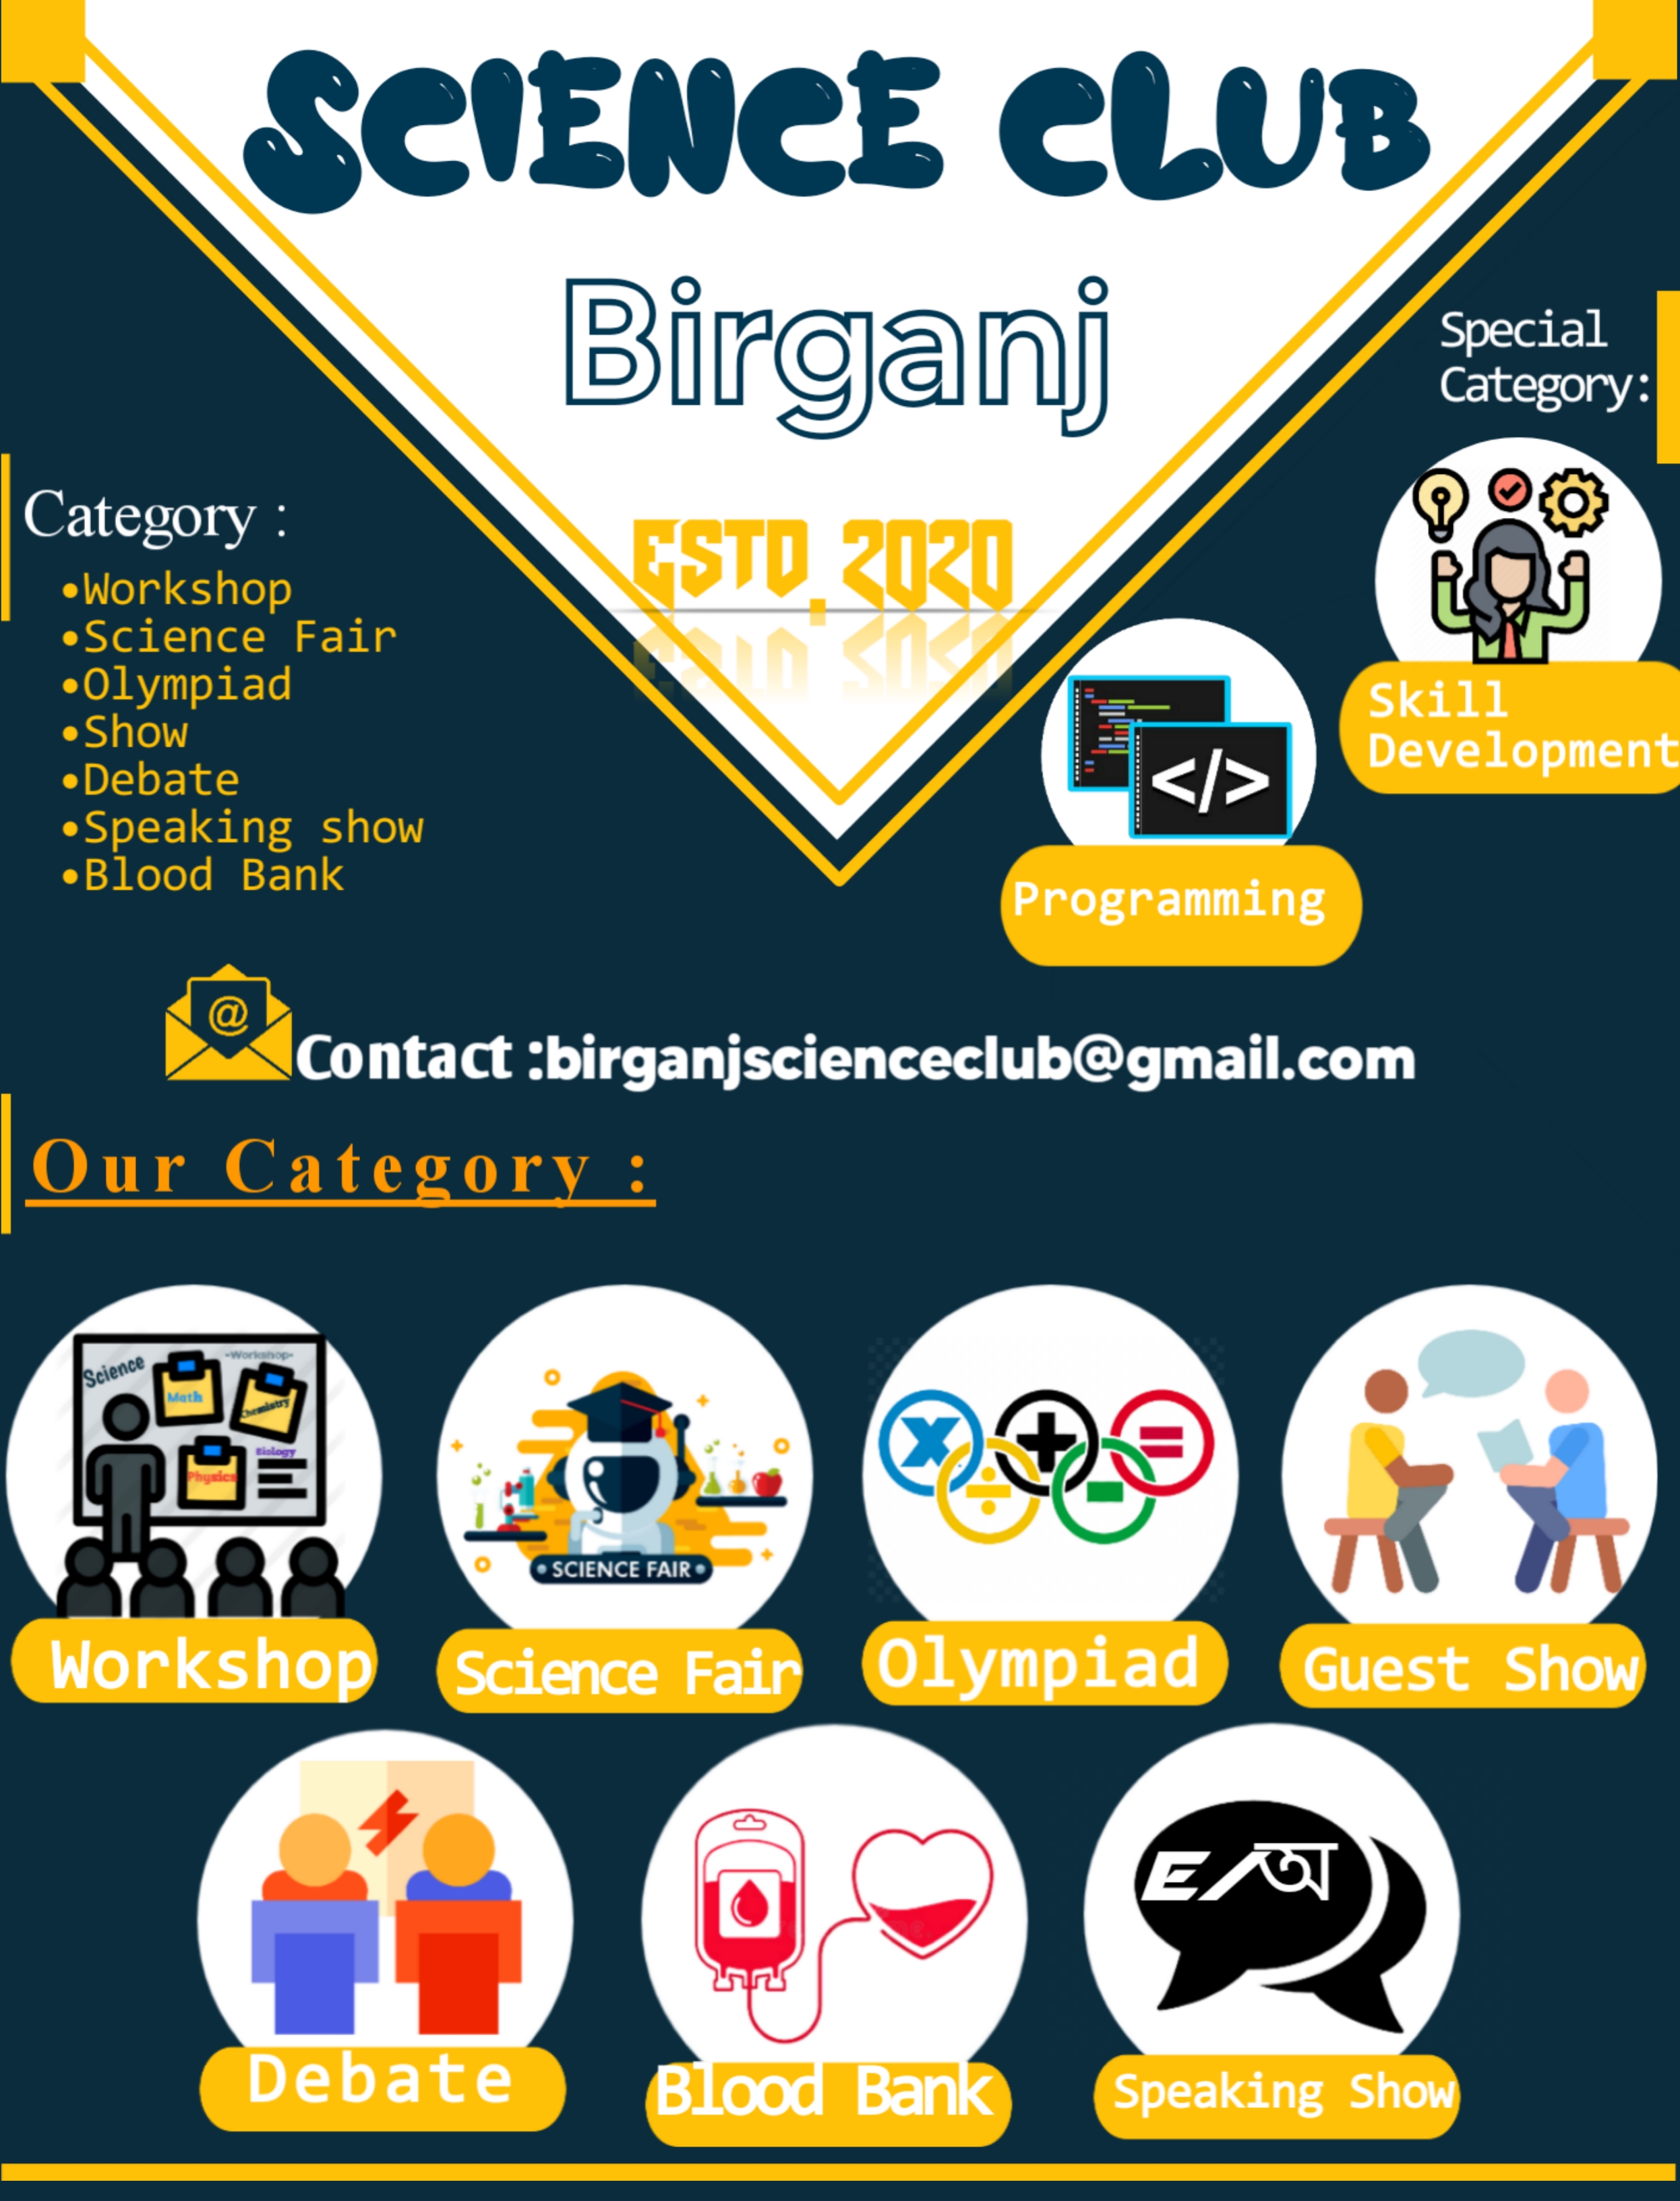 SCIENCE CLUB
Birganj
ESTD. 2020
Special
Category:
Skill
Development
Programming
Category :
•Workshop
•Science Fair
•Olympiad
•Show
•Debate
•Speaking show
•Blood Bank
@
Contact :birganjscienceclub@gmail.com
Our Category :
Science
-Workshop-
Math
Chemistry
Biology
Physics
SCIENCE FAIR
Workshop
Science Fair
Olympiad
Guest Show
E/অ
Debate
Blood Bank
Speaking Show